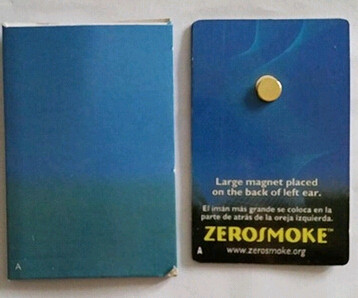 A
Large magnet placed
on the back of left ear.
El imán más grande se coloca en la
parte de atrás de la oreja izquierda.
ZEROSMOKE™
A
www.zerosmoke.org